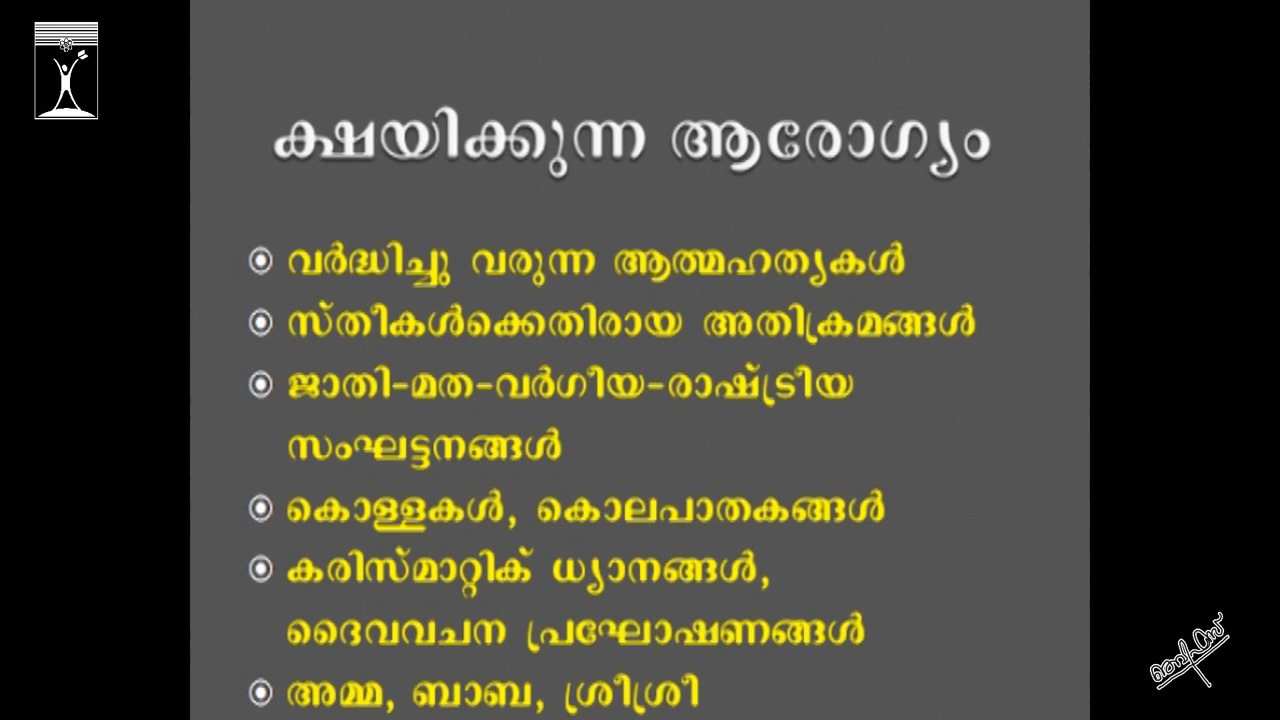 ക്ഷയിക്കുന്ന ആരോഗ്യം
വർദ്ധിച്ചു വരുന്ന ആത്മഹത്യകൾ
സ്തീകൾക്കെതിരായ അതിക്രമങ്ങൾ
ജാതി-മത-വർഗീയ-രാഷ്ട്രീയ
സംഘട്ടനങ്ങൾ
കൊള്ളകൾ, കൊലപാതകങ്ങൾ
കരിസ്മാറ്റിക് ധ്യാനങ്ങൾ,
ദൈവവചന പ്രഘോഷണങ്ങൾ
അമ്മ, ബാബ, ശ്രീശ്രീ